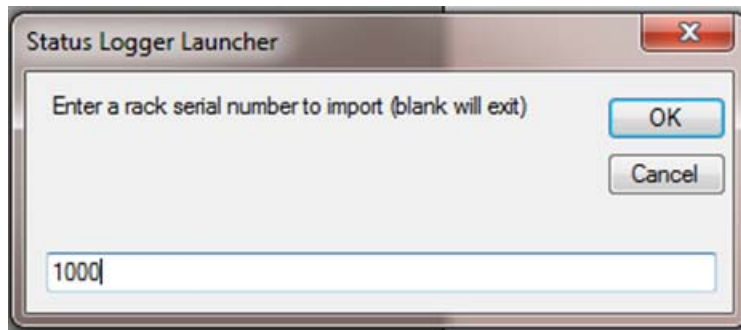 Status Logger Launcher
Enter a rack serial number to import (blank will exit)
OK
Cancel
1000